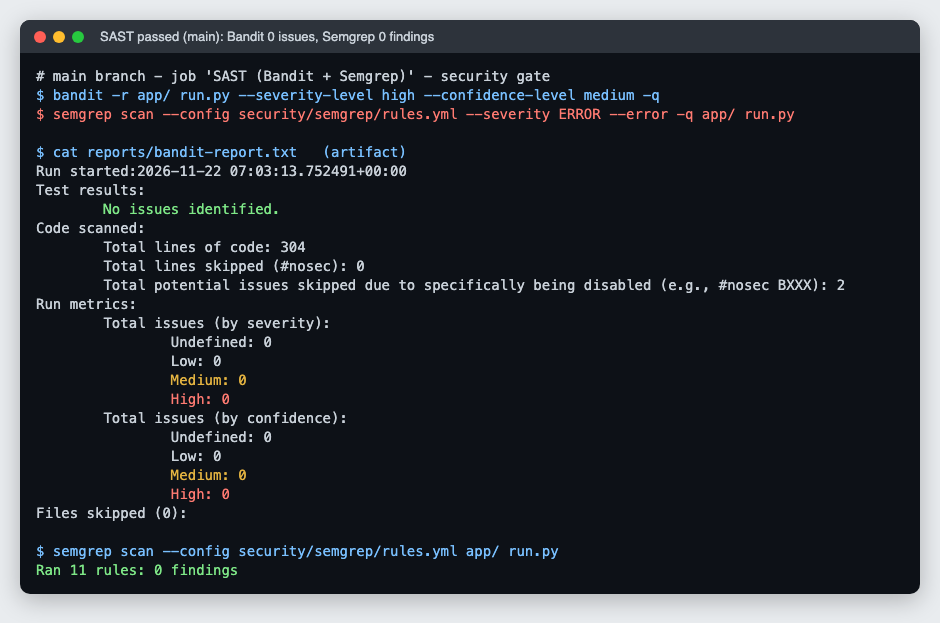 SAST passed (main): Bandit 0 issues, Semgrep 0 findings
# main branch – job 'SAST (Bandit + Semgrep)' – security gate
$ bandit -r app/ run.py --severity-level high --confidence-level medium -q
$ semgrep scan --config security/semgrep/rules.yml --severity ERROR --error -q app/ run.py
$ cat reports/bandit-report.txt   (artifact)
Run started:2026-11-22 07:03:13.752491+00:00
Test results:
        No issues identified.
Code scanned:
        Total lines of code: 304
        Total lines skipped (#nosec): 0
        Total potential issues skipped due to specifically being disabled (e.g., #nosec BXXX): 2
Run metrics:
        Total issues (by severity):
                Undefined: 0
                Low: 0
                Medium: 0
                High: 0
        Total issues (by confidence):
                Undefined: 0
                Low: 0
                Medium: 0
                High: 0
Files skipped (0):
$ semgrep scan --config security/semgrep/rules.yml app/ run.py
Ran 11 rules: 0 findings